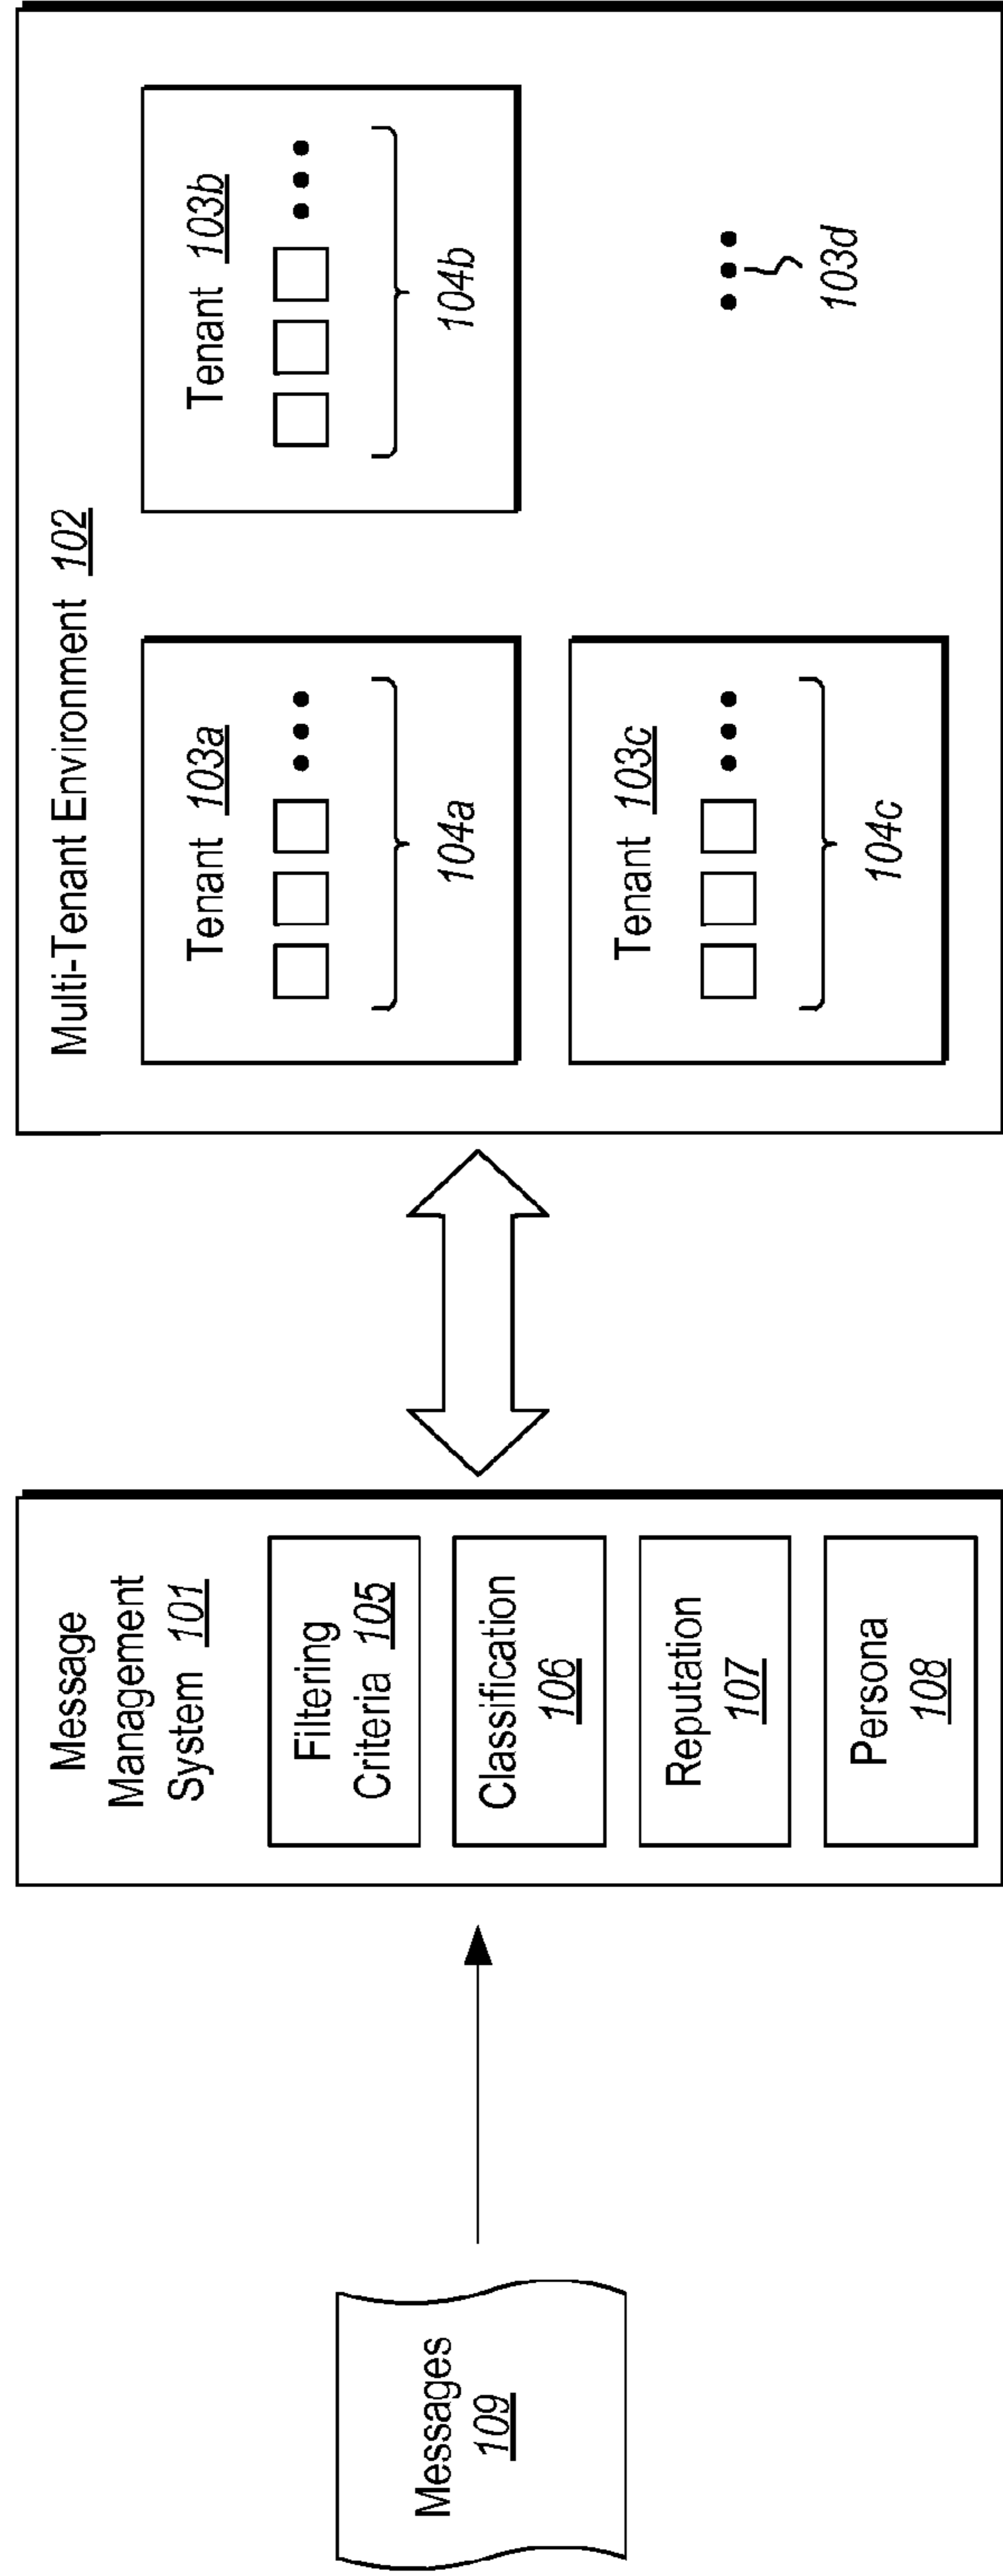 Messages
109
Message
Management
System 101
Filtering
Criteria 105
Classification
106
Reputation
107
Persona
108
Multi-Tenant Environment 102
Tenant 103a
104a
Tenant 103b
104b
Tenant 103c
104c
103d